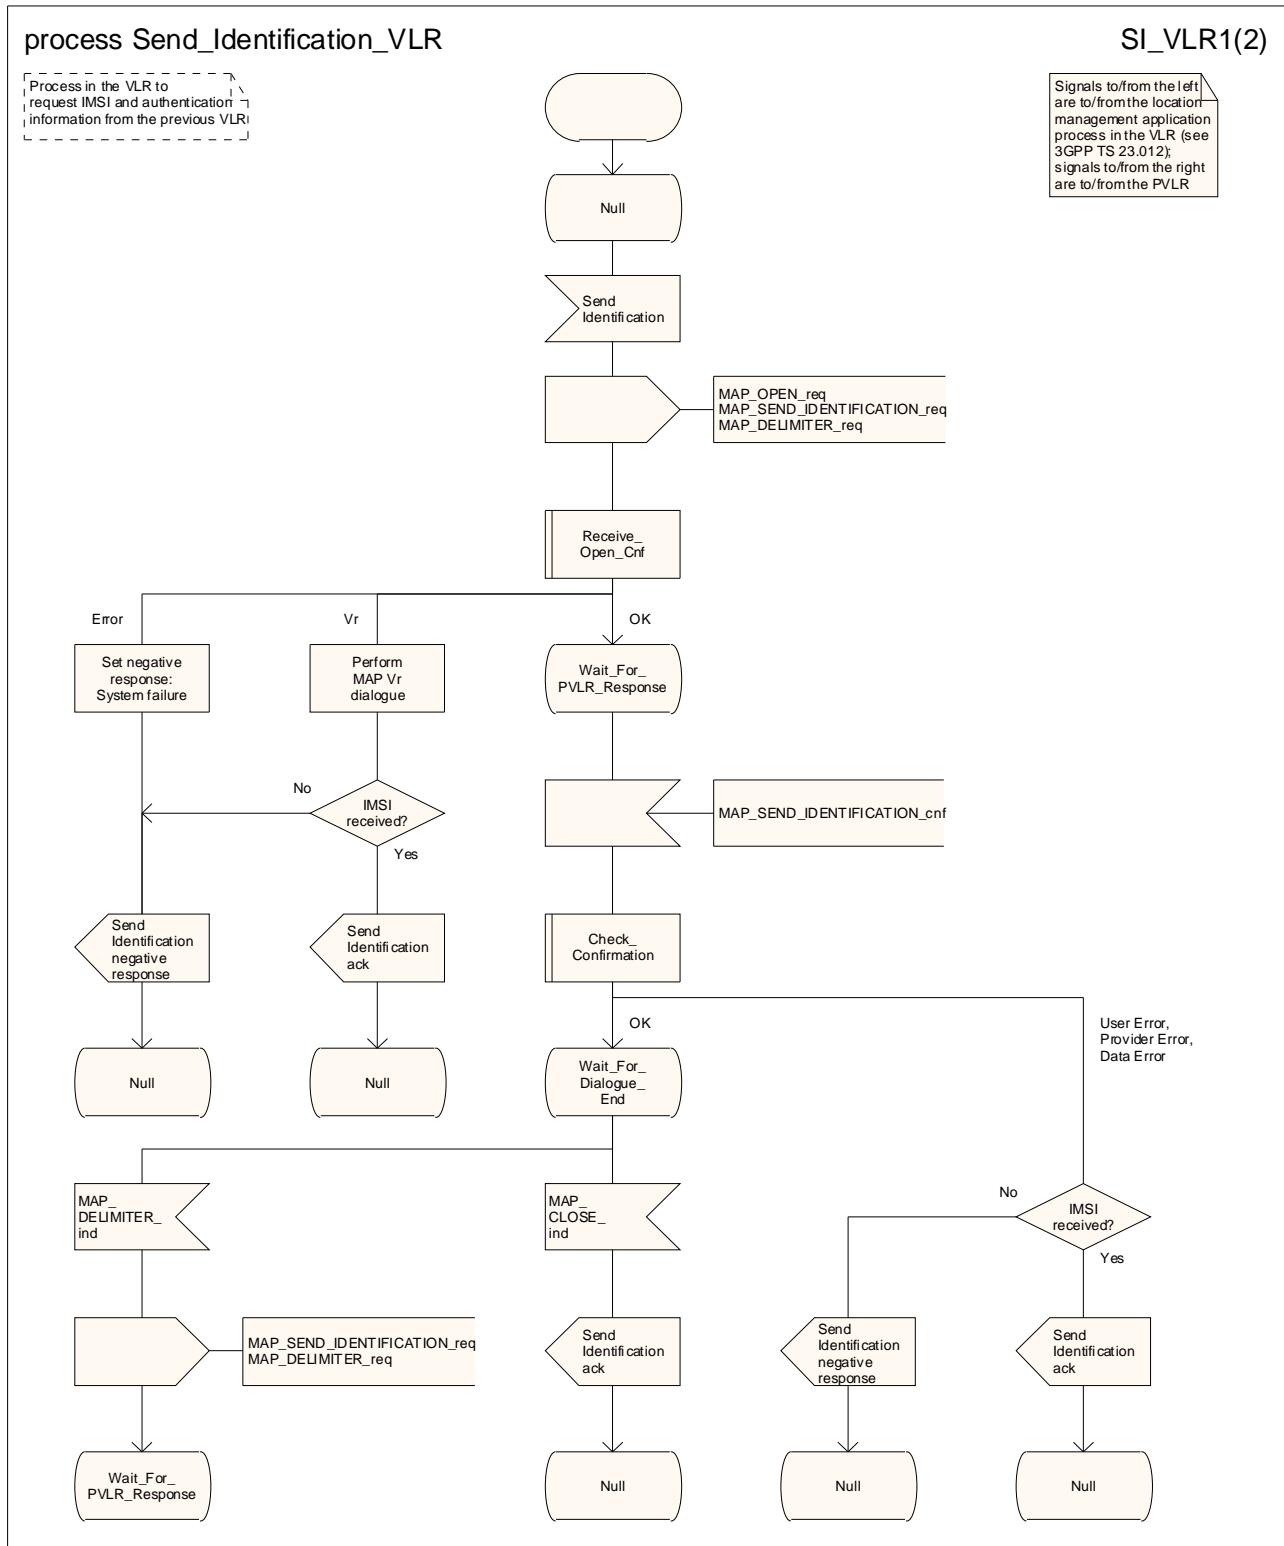 process Send_Identification_VLR
SI_VLR1(2)
Process in the VLR to
request IMSI and authentication
information from the previous VLR
Signals to/from the left
are to/from the location
management application
process in the VLR (see
3GPP TS 23.012);
signals to/from the right
are to/from the PVLR
Null
Send
Identification
MAP_OPEN_req
MAP_SEND_IDENTIFICATION_req
MAP_DELIMITER_req
Receive_
Open_Cnf
Error
Vr
OK
Set negative
response:
System failure
Perform
MAP Vr
dialogue
Wait_For_
PVLR_Response
No
IMSI
received?
Yes
MAP_SEND_IDENTIFICATION_cnf
Send
Identification
negative
response
Send
Identification
ack
Check_
Confirmation
OK
User Error,
Provider Error,
Data Error
Null
Null
Wait_For_
Dialogue_
End
MAP_
DELIMITER_
ind
MAP_
CLOSE_
ind
No
IMSI
received?
Yes
MAP_SEND_IDENTIFICATION_req
MAP_DELIMITER_req
Send
Identification
ack
Send
Identification
negative
response
Send
Identification
ack
Wait_For_
PVLR_Response
Null
Null
Null